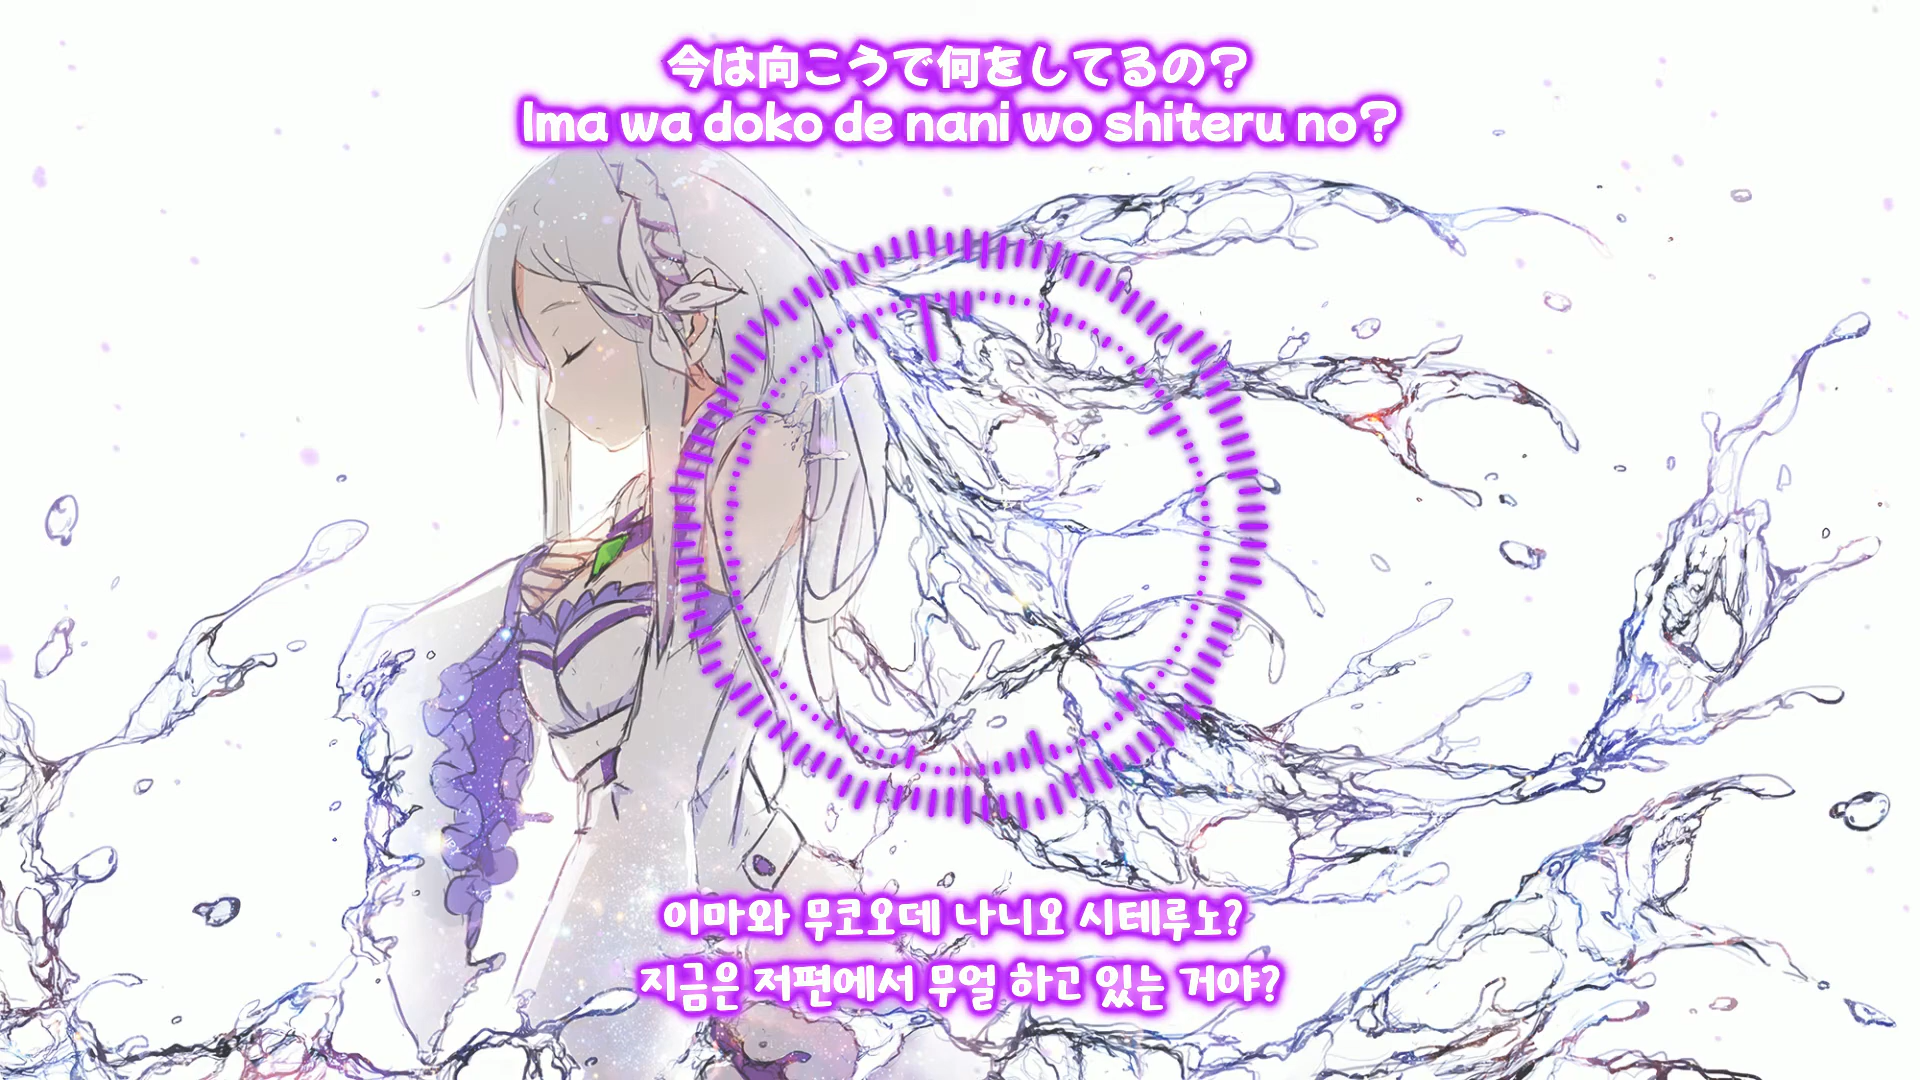 今は向こうで何をしてるの？
Ima wa doko de nani wo shiteru no?
이마와 무코오데 나니오 시테루노?
지금은 저편에서 무얼 하고 있는 거야?